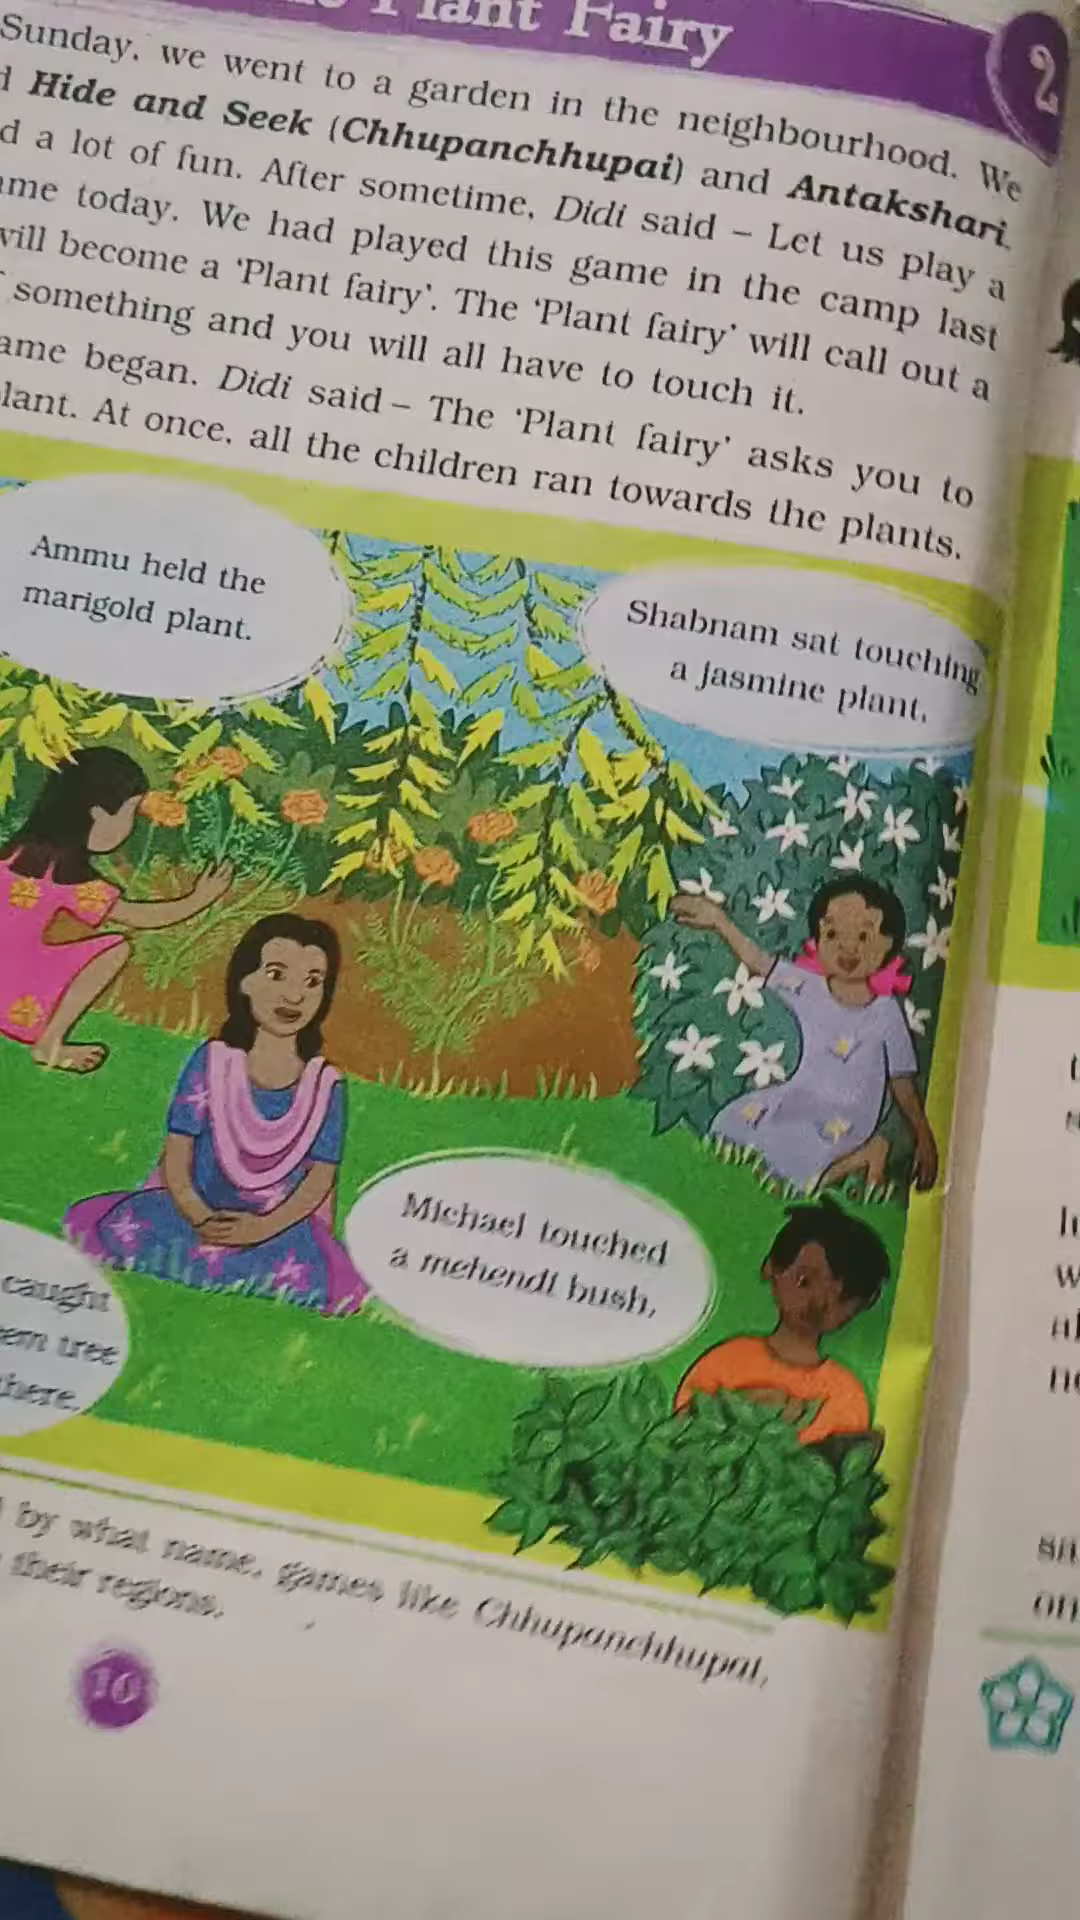 Plant Fairy
2
Sunday, we went to a garden in the neighbourhood. We
Hide and Seek (Chhupanchhupai) and Antakshari.
a lot of fun. After sometime, Didi said – Let us play a
today. We had played this game in the camp last
will become a ‘Plant fairy’. The ‘Plant fairy’ will call out a
something and you will all have to touch it.
began. Didi said – The ‘Plant fairy’ asks you to
At once, all the children ran towards the plants.
Ammu held the
marigold plant.
Shabnam sat touching
a jasmine plant.
Michael touched
a mehendi bush.
caught
tree
by what name, games like Chhupanchhupai,
their regions.
10